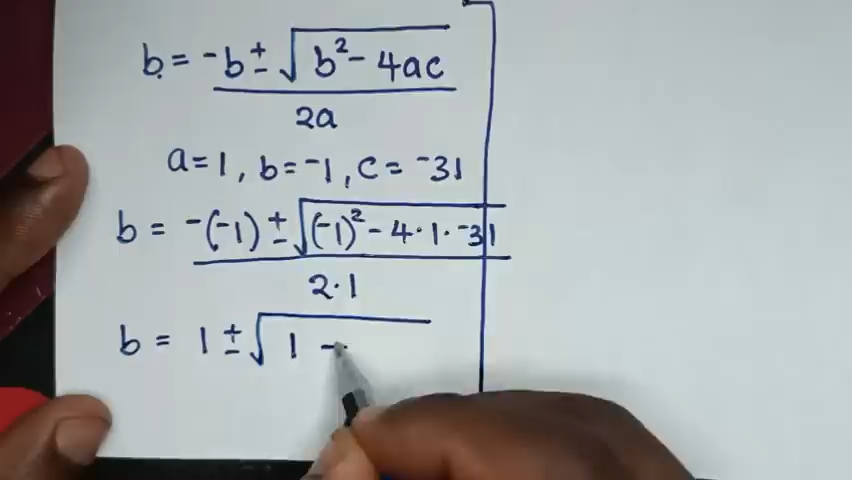 b = -b ± √b² - 4ac
2a
a = 1 , b = -1 , c = -31
b = -(-1) ± √(-1)² - 4·1·-31
2·1
b = 1 ± √1 -